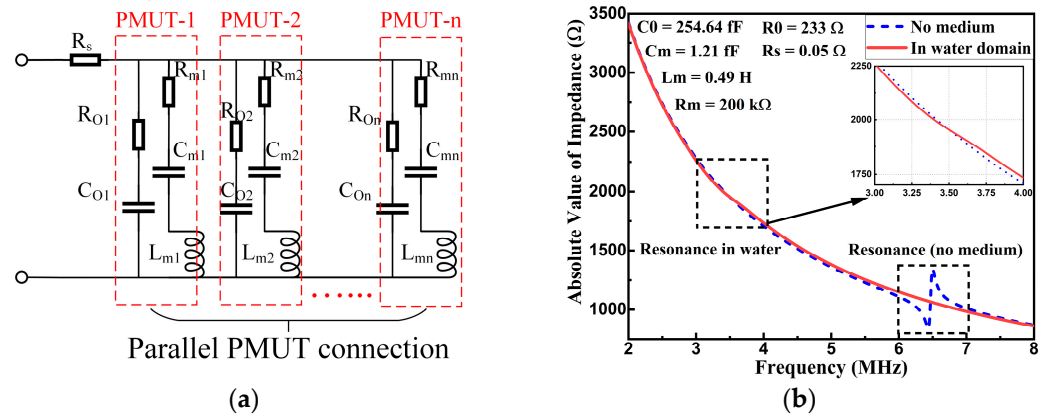 PMUT-1 PMUT-2 PMUT-n
Rs
Rm1 Rm2 Rmn
RO1 RO2 ROn
Cm1 Cm2 Cmn
CO1 CO2 COn
Lm1 Lm2 Lmn
Parallel PMUT connection
(a)
Absolute Value of Impedance (Ω)
3500
3000
2500
2000
1500
1000
C0 = 254.64 fF R0 = 233 Ω
Cm = 1.21 fF Rs = 0.05 Ω
Lm = 0.49 H
Rm = 200 kΩ
No medium
In water domain
2250
2000
1750
3.00 3.25 3.50 3.75 4.00
Resonance in water
Resonance (no medium)
2 3 4 5 6 7 8
Frequency (MHz)
(b)